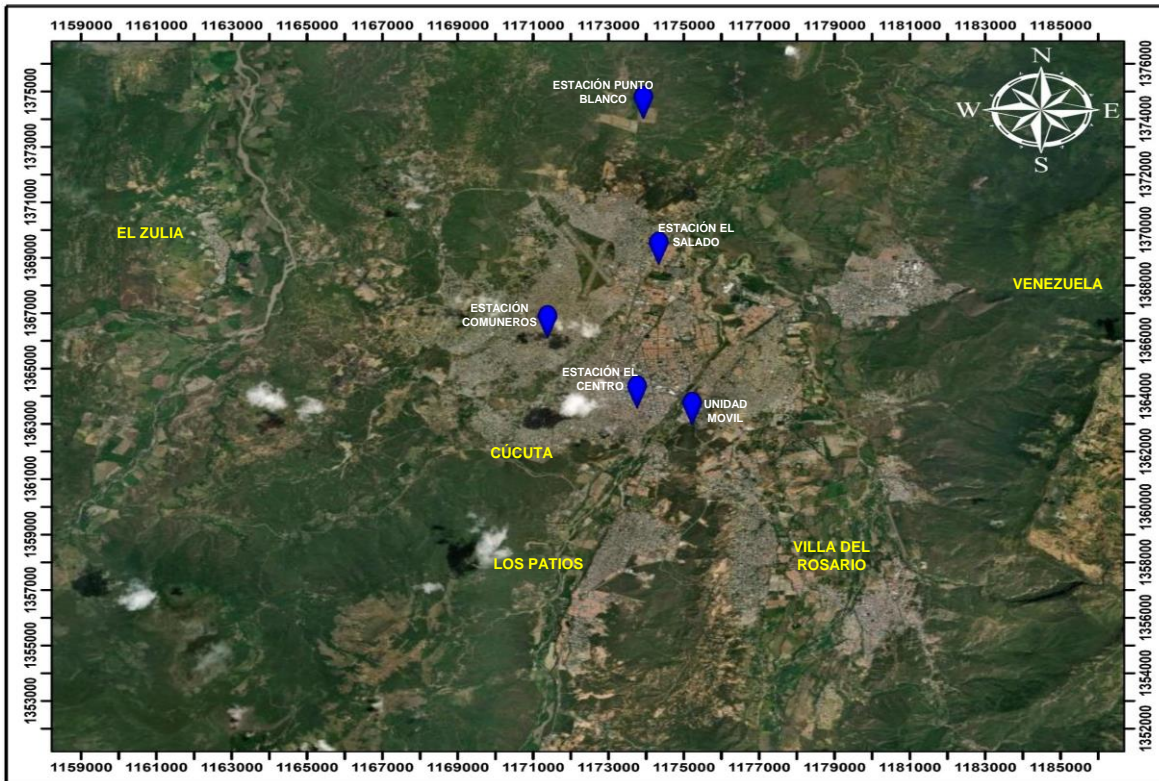 1159000 1161000 1163000 1165000 1167000 1169000 1171000 1173000 1175000 1177000 1179000 1181000 1183000 1185000
1375000
1373000
1371000
1369000
1367000
1365000
1363000
1361000
1359000
1357000
1355000
1353000
N
W E
S
ESTACIÓN PUNTO
BLANCO
ESTACIÓN EL
SALADO
EL ZULIA
VENEZUELA
ESTACIÓN
COMUNEROS
ESTACIÓN EL
CENTRO
UNIDAD
MOVIL
CÚCUTA
LOS PATIOS
VILLA DEL
ROSARIO
1376000
1374000
1372000
1370000
1368000
1366000
1364000
1362000
1360000
1358000
1356000
1354000
1352000
1159000 1161000 1163000 1165000 1167000 1169000 1171000 1173000 1175000 1177000 1179000 1181000 1183000 1185000